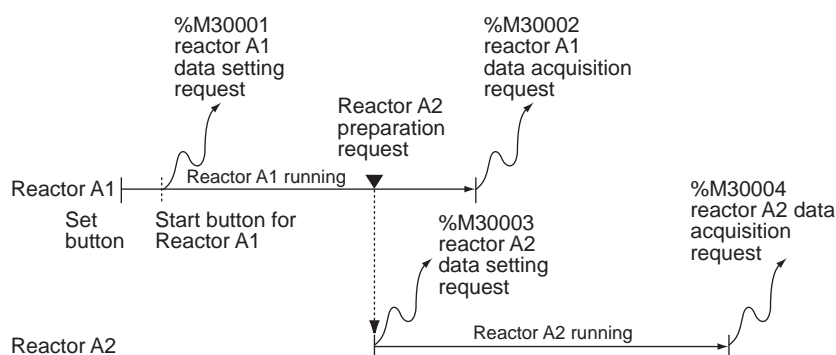 %M30001
reactor A1
data setting
request
%M30002
reactor A1
data acquisition
request
Reactor A2
preparation
request
Reactor A1
Reactor A1 running
Set
button
Start button for
Reactor A1
%M30003
reactor A2
data setting
request
%M30004
reactor A2 data
acquisition
request
Reactor A2
Reactor A2 running